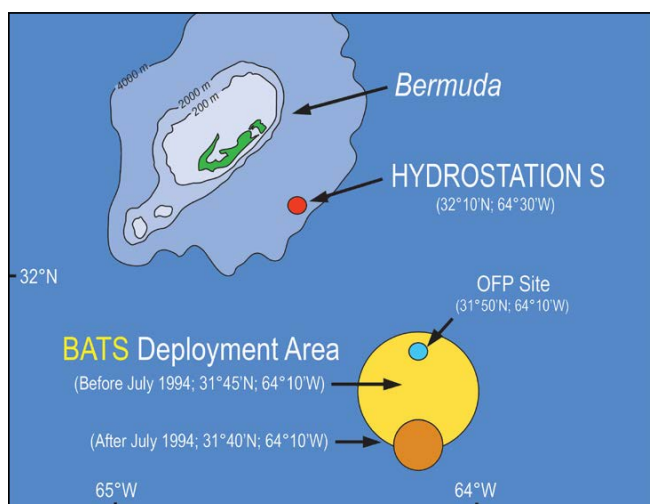 4000 m
2000 m
200 m
Bermuda
HYDROSTATION S
(32°10'N; 64°30'W)
32°N
OFP Site
(31°50'N; 64°10'W)
BATS Deployment Area
(Before July 1994; 31°45'N; 64°10'W)
(After July 1994; 31°40'N; 64°10'W)
65°W
64°W